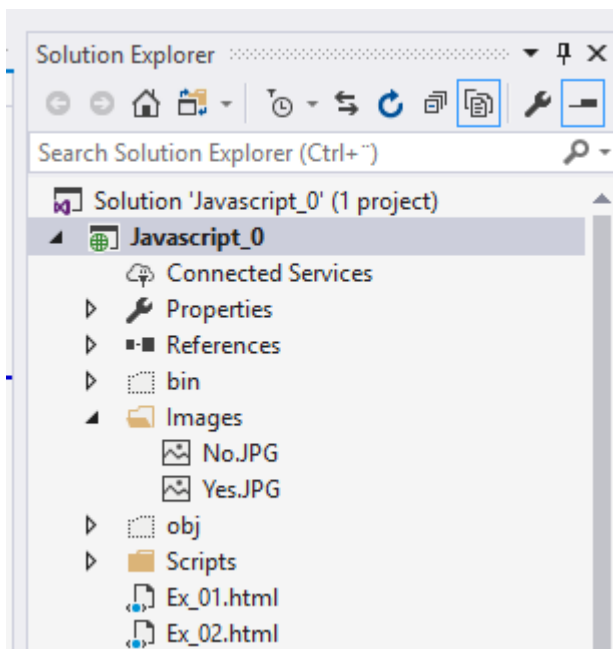 Solution Explorer
Search Solution Explorer (Ctrl+¨)
Solution 'Javascript_0' (1 project)
Javascript_0
Connected Services
Properties
References
bin
Images
No.JPG
Yes.JPG
obj
Scripts
Ex_01.html
Ex_02.html